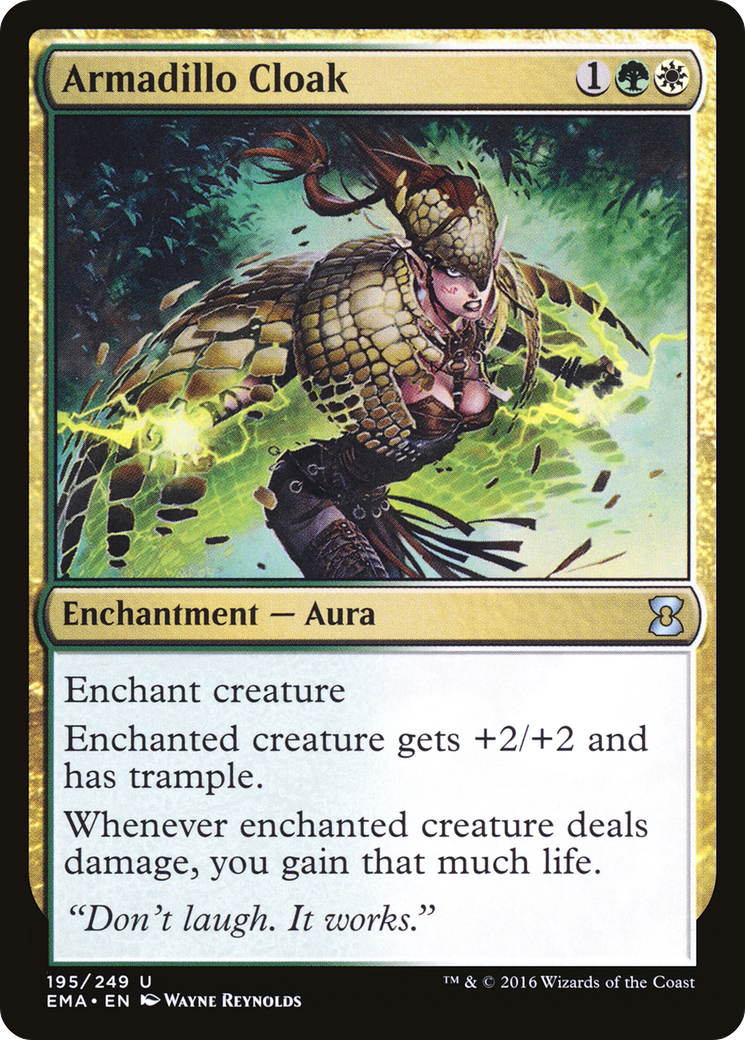 Armadillo Cloak 1
Enchantment — Aura
Enchant creature
Enchanted creature gets +2/+2 and
has trample.
Whenever enchanted creature deals
damage, you gain that much life.
“Don’t laugh. It works.”
195/249 U
EMA • EN Wayne Reynolds
™ & © 2016 Wizards of the Coast